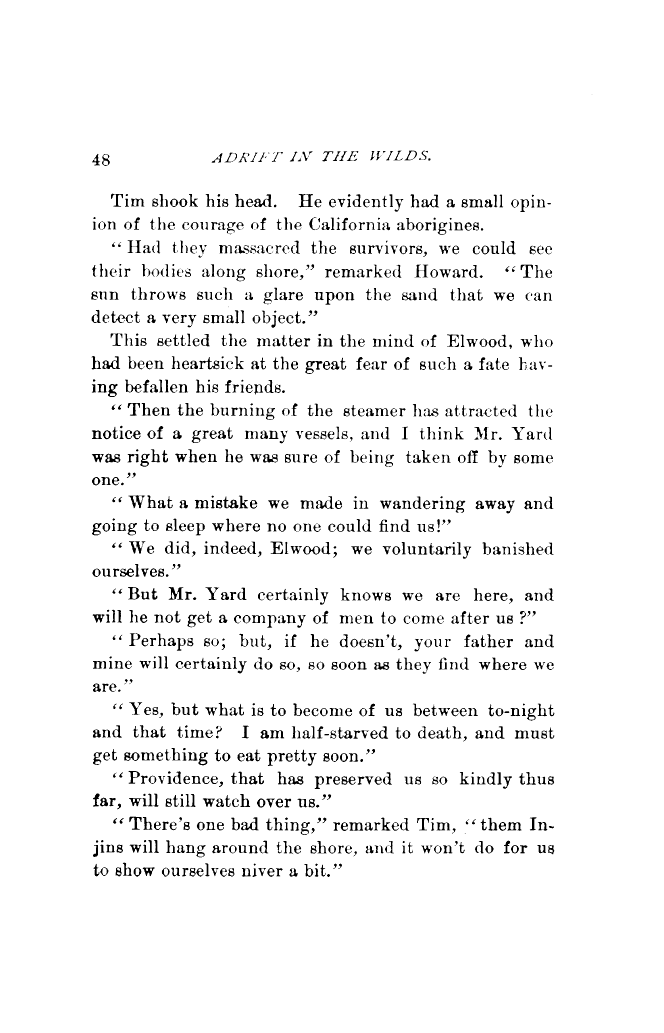 48 ADRIFT IN THE WILDS.
Tim shook his head. He evidently had a small opin-
ion of the courage of the California aborigines.
“ Had they massacred the survivors, we could see
their bodies along shore,” remarked Howard. “ The
sun throws such a glare upon the sand that we can
detect a very small object.”
This settled the matter in the mind of Elwood, who
had been heartsick at the great fear of such a fate hav-
ing befallen his friends.
“ Then the burning of the steamer has attracted the
notice of a great many vessels, and I think Mr. Yard
was right when he was sure of being taken off by some
one.”
“ What a mistake we made in wandering away and
going to sleep where no one could find us!”
“ We did, indeed, Elwood; we voluntarily banished
ourselves.”
“ But Mr. Yard certainly knows we are here, and
will he not get a company of men to come after us ?”
“ Perhaps so; but, if he doesn’t, your father and
mine will certainly do so, so soon as they find where we
are.”
“ Yes, but what is to become of us between to-night
and that time? I am half-starved to death, and must
get something to eat pretty soon.”
“ Providence, that has preserved us so kindly thus
far, will still watch over us.”
“ There’s one bad thing,” remarked Tim, “ them In-
jins will hang around the shore, and it won’t do for us
to show ourselves niver a bit.”